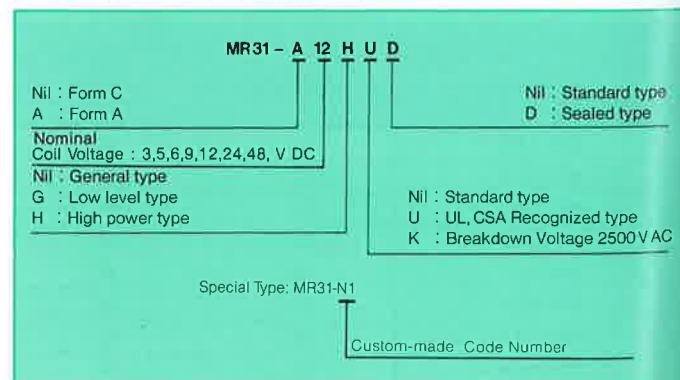 MR31 - A 12 H U D
Nil : Form C
A : Form A
Nominal
Coil Voltage : 3,5,6,9,12,24,48, V DC
Nil : General type
G : Low level type
H : High power type
Nil : Standard type
D : Sealed type
Nil : Standard type
U : UL, CSA Recognized type
K : Breakdown Voltage 2500 V AC
Special Type: MR31-N1
Custom-made Code Number